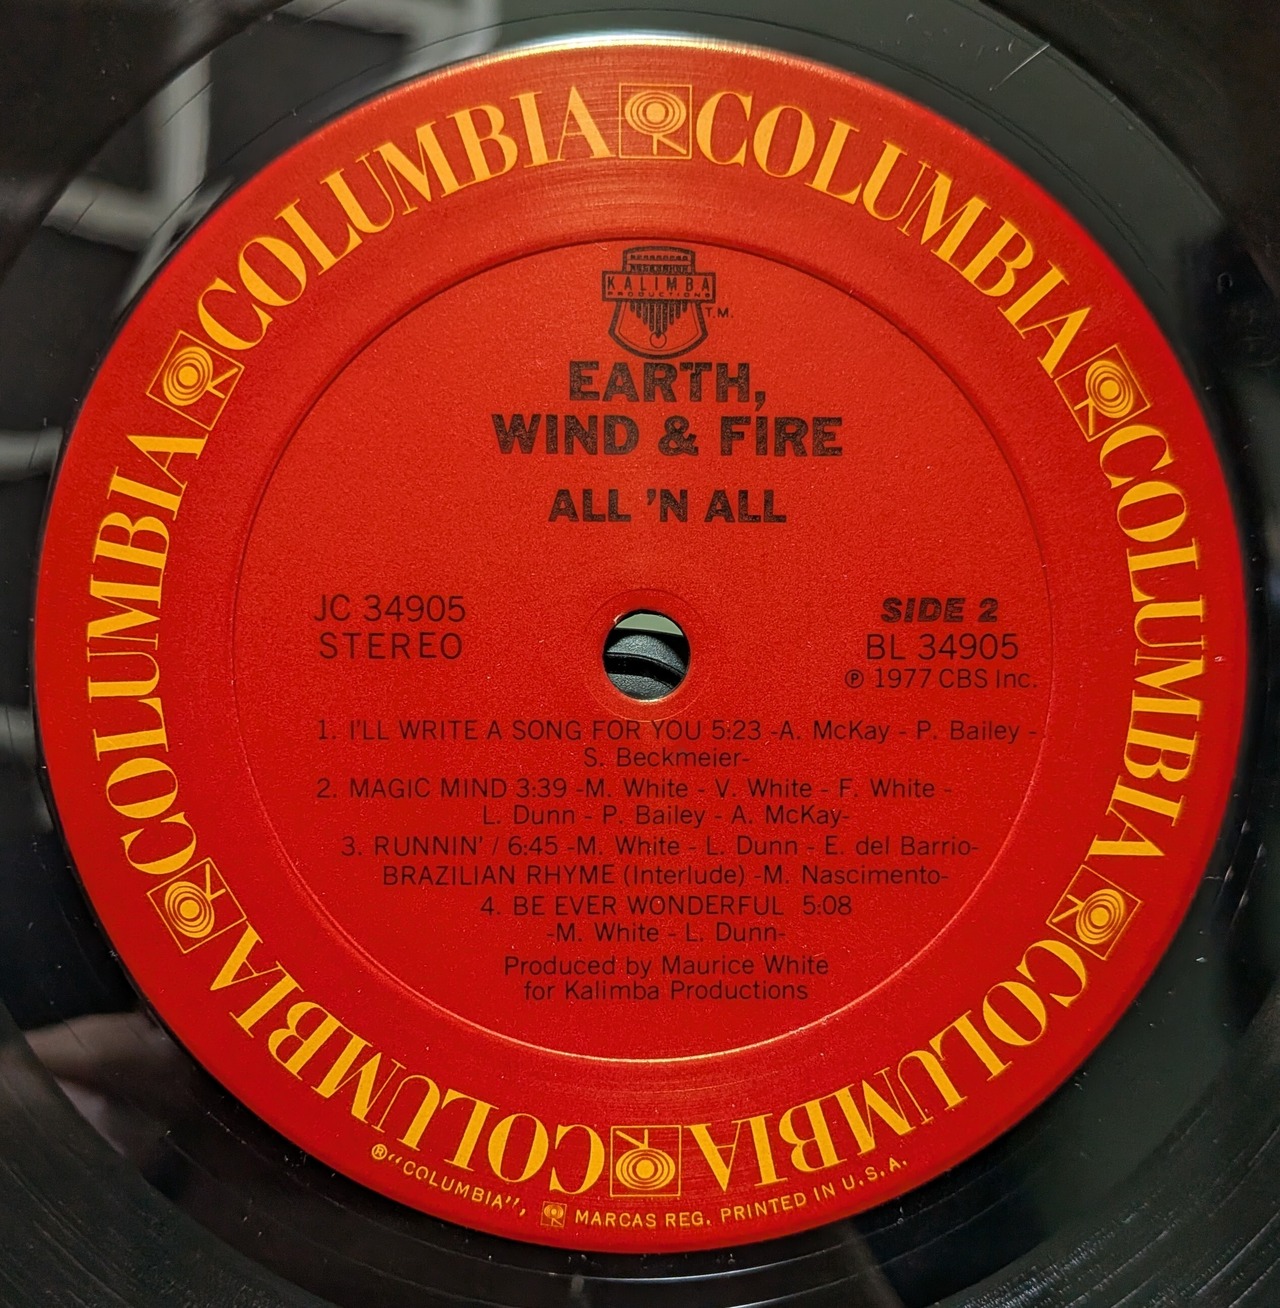 COLUMBIA COLUMBIA COLUMBIA COLUMBIA COLUMBIA COLUMBIA
KALIMBA
PRODUCTIONS
T.M.
EARTH,
WIND & FIRE
ALL 'N ALL
JC 34905
STEREO
SIDE 2
BL 34905
℗ 1977 CBS Inc.
1. I'LL WRITE A SONG FOR YOU 5:23 -A. McKay - P. Bailey -
S. Beckmeier-
2. MAGIC MIND 3:39 -M. White - V. White - F. White -
L. Dunn - P. Bailey - A. McKay-
3. RUNNIN' / 6:45 -M. White - L. Dunn - E. del Barrio-
BRAZILIAN RHYME (Interlude) -M. Nascimento-
4. BE EVER WONDERFUL 5:08
-M. White - L. Dunn-
Produced by Maurice White
for Kalimba Productions
®"COLUMBIA", MARCAS REG. PRINTED IN U.S.A.